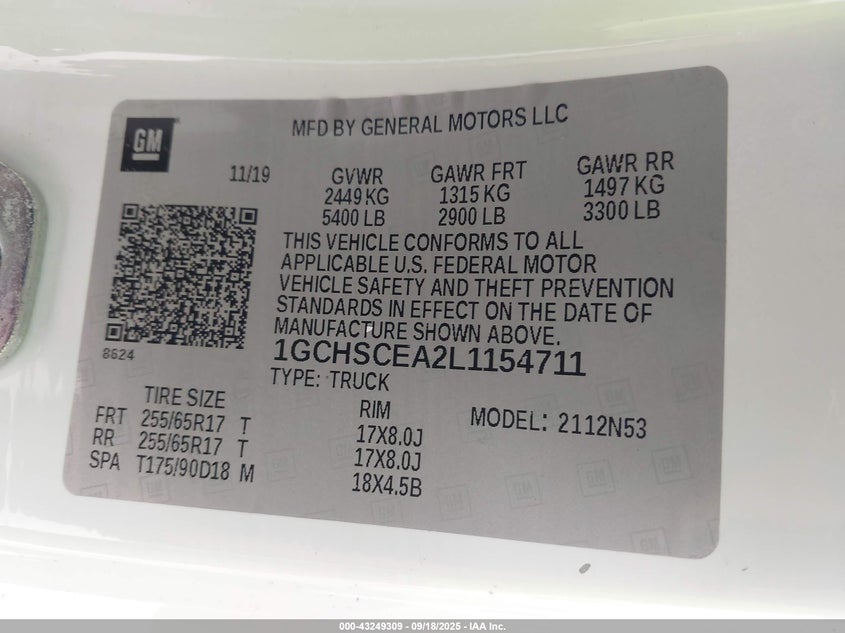 GM
MFD BY GENERAL MOTORS LLC
11/19
GVWR GAWR FRT GAWR RR
2449 KG 1315 KG 1497 KG
5400 LB 2900 LB 3300 LB
THIS VEHICLE CONFORMS TO ALL
APPLICABLE U.S. FEDERAL MOTOR
VEHICLE SAFETY AND THEFT PREVENTION
STANDARDS IN EFFECT ON THE DATE OF
MANUFACTURE SHOWN ABOVE.
8624
1GCHSCEA2L1154711
TYPE: TRUCK
TIRE SIZE RIM MODEL: 2112N53
FRT 255/65R17 T 17X8.0J
RR 255/65R17 T 17X8.0J
SPA T175/90D18 M 18X4.5B
000-43249309 - 09/18/2025 - IAA Inc.